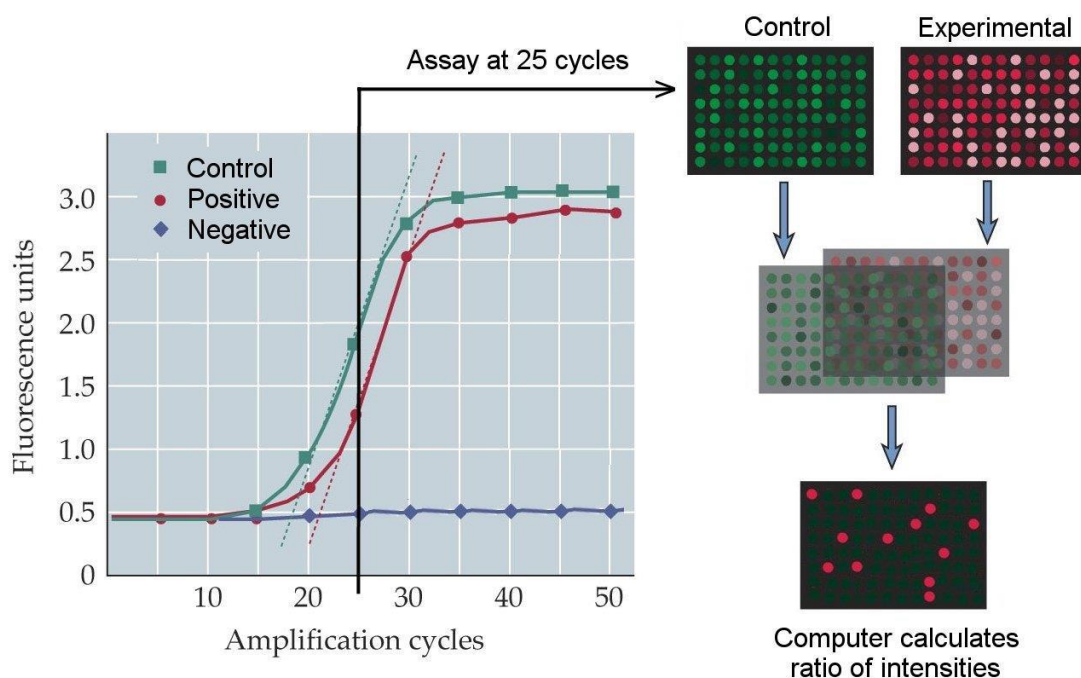 Control
Experimental
Assay at 25 cycles
Control
Positive
Negative
Fluorescence units
3.0
2.5
2.0
1.5
1.0
0.5
0
10 20 30 40 50
Amplification cycles
Computer calculates
ratio of intensities